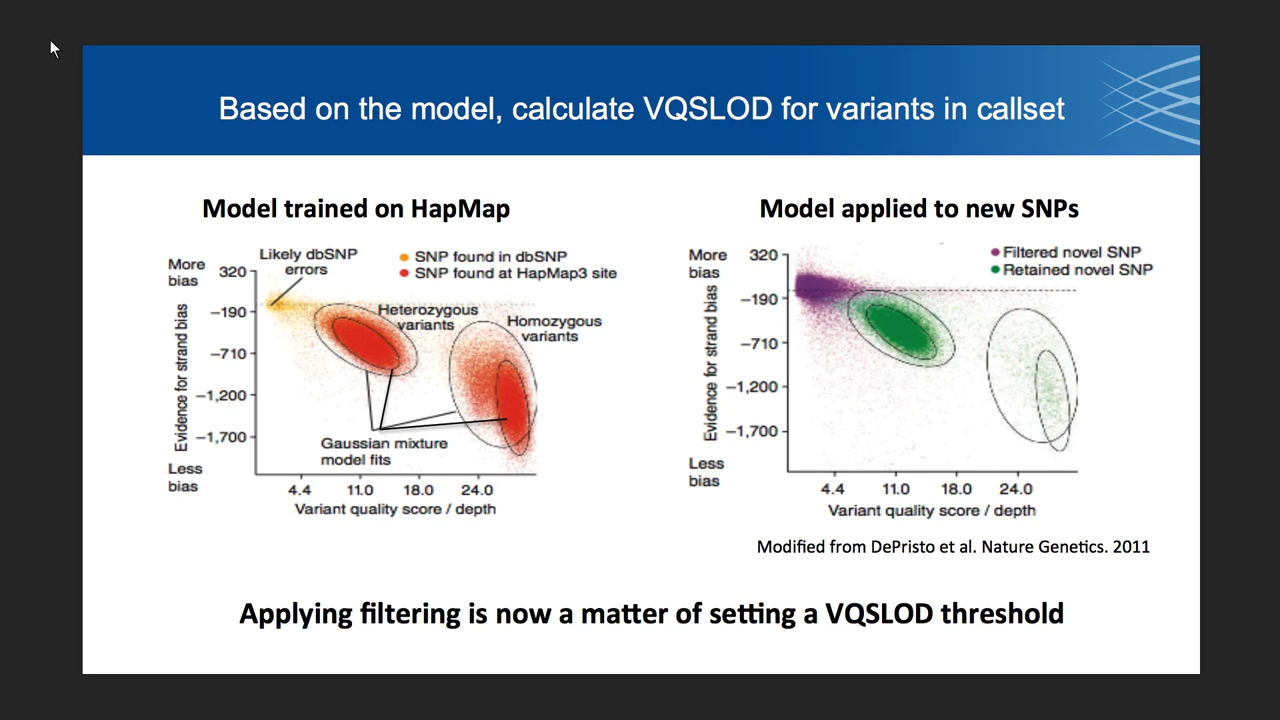 Based on the model, calculate VQSLOD for variants in callset
Model trained on HapMap
More
bias
Likely dbSNP
errors
SNP found in dbSNP
SNP found at HapMap3 site
Heterozygous
variants
Homozygous
variants
Gaussian mixture
model fits
Evidence for strand bias
320
−190
−710
−1,200
−1,700
Less
bias
4.4 11.0 18.0 24.0
Variant quality score / depth
Model applied to new SNPs
More
bias
Filtered novel SNP
Retained novel SNP
Evidence for strand bias
320
−190
−710
−1,200
−1,700
Less
bias
4.4 11.0 18.0 24.0
Variant quality score / depth
Modified from DePristo et al. Nature Genetics. 2011
Applying filtering is now a matter of setting a VQSLOD threshold